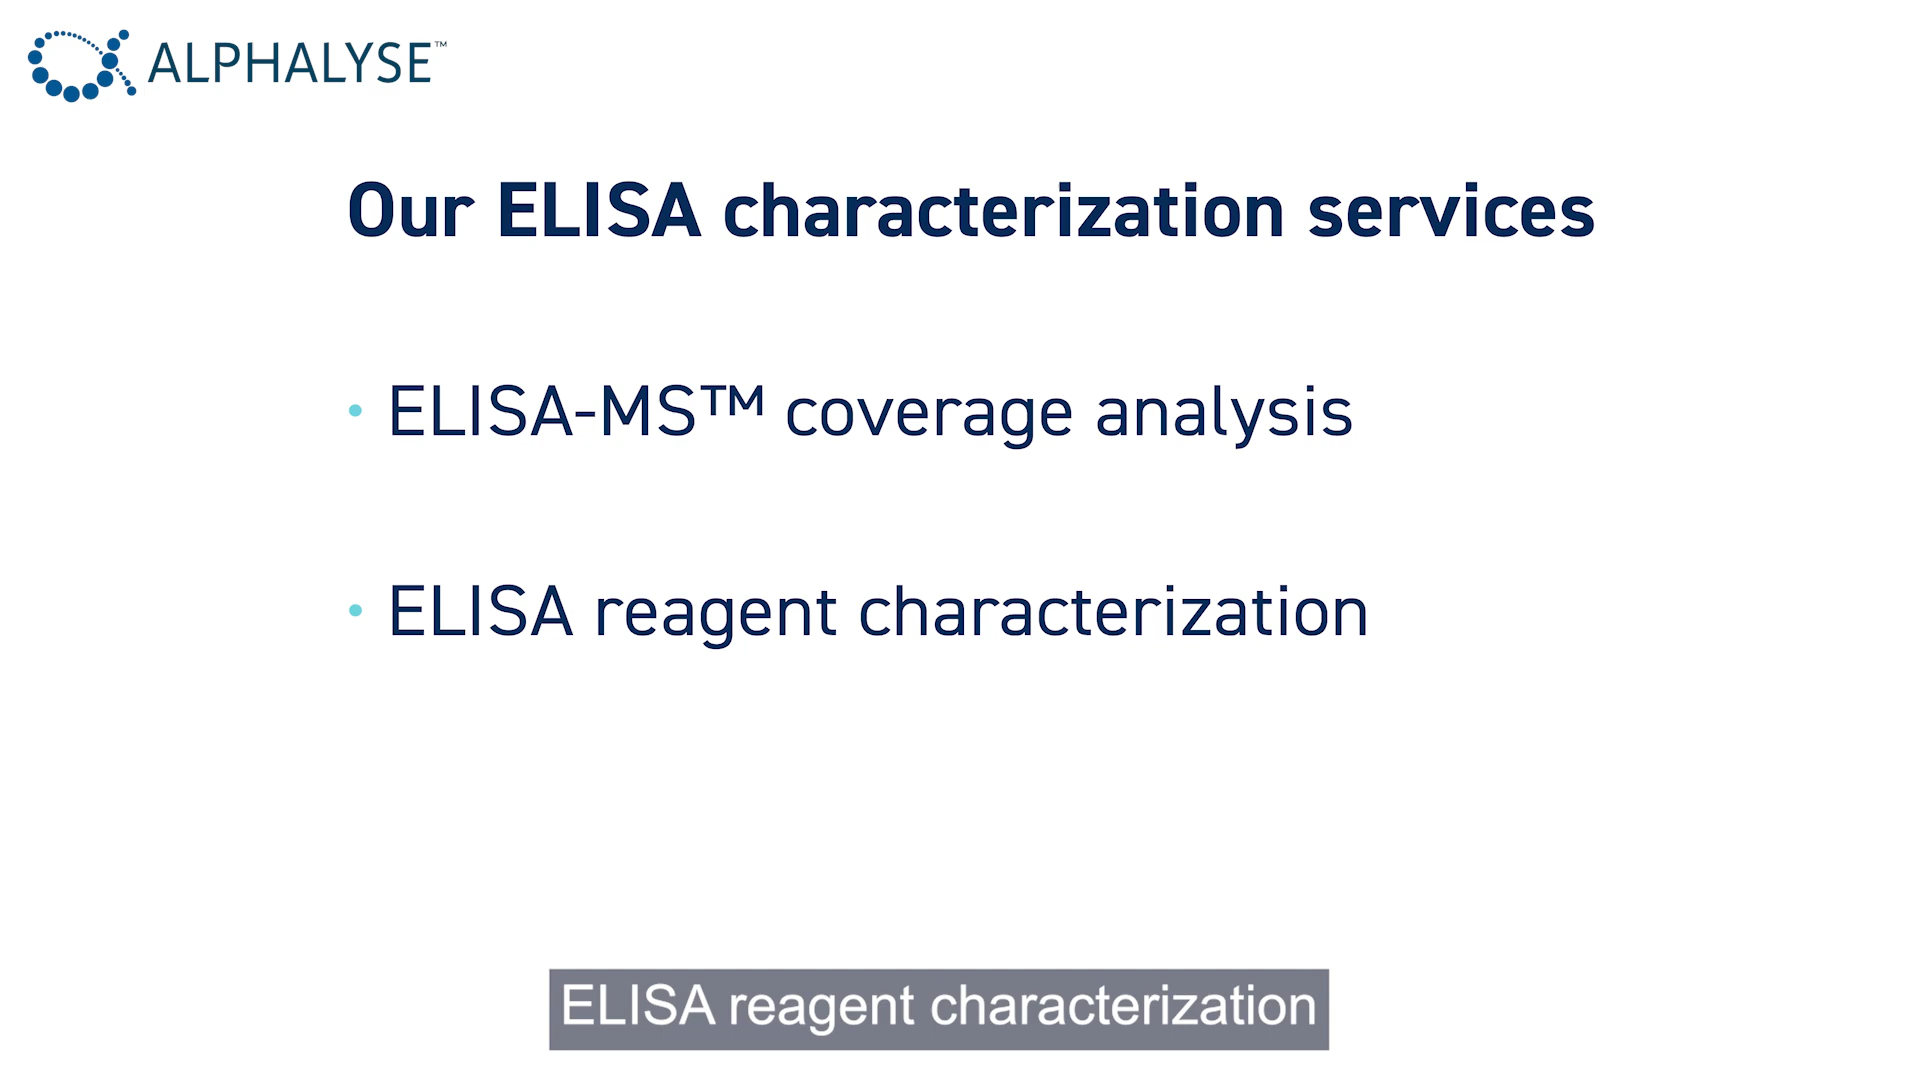 ALPHALYSE™
Our ELISA characterization services
• ELISA-MS™ coverage analysis
• ELISA reagent characterization
ELISA reagent characterization